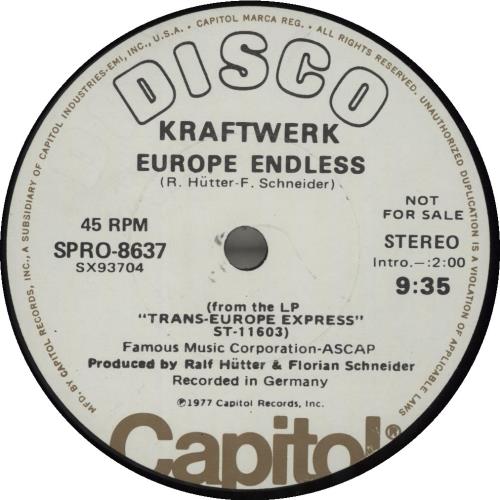 MFD. BY CAPITOL RECORDS, INC., A SUBSIDIARY OF CAPITOL INDUSTRIES-EMI, INC., U.S.A. • CAPITOL MARCA REG. • ALL RIGHTS RESERVED. UNAUTHORIZED DUPLICATION IS A VIOLATION OF APPLICABLE LAWS
DISCO
KRAFTWERK
EUROPE ENDLESS
(R. Hütter-F. Schneider)
45 RPM
SPRO-8637
SX93704
NOT
FOR SALE
STEREO
Intro.—:2:00
9:35
(from the LP
"TRANS-EUROPE EXPRESS"
ST-11603)
Famous Music Corporation-ASCAP
Produced by Ralf Hütter & Florian Schneider
Recorded in Germany
℗1977 Capitol Records, Inc.
Capitol®